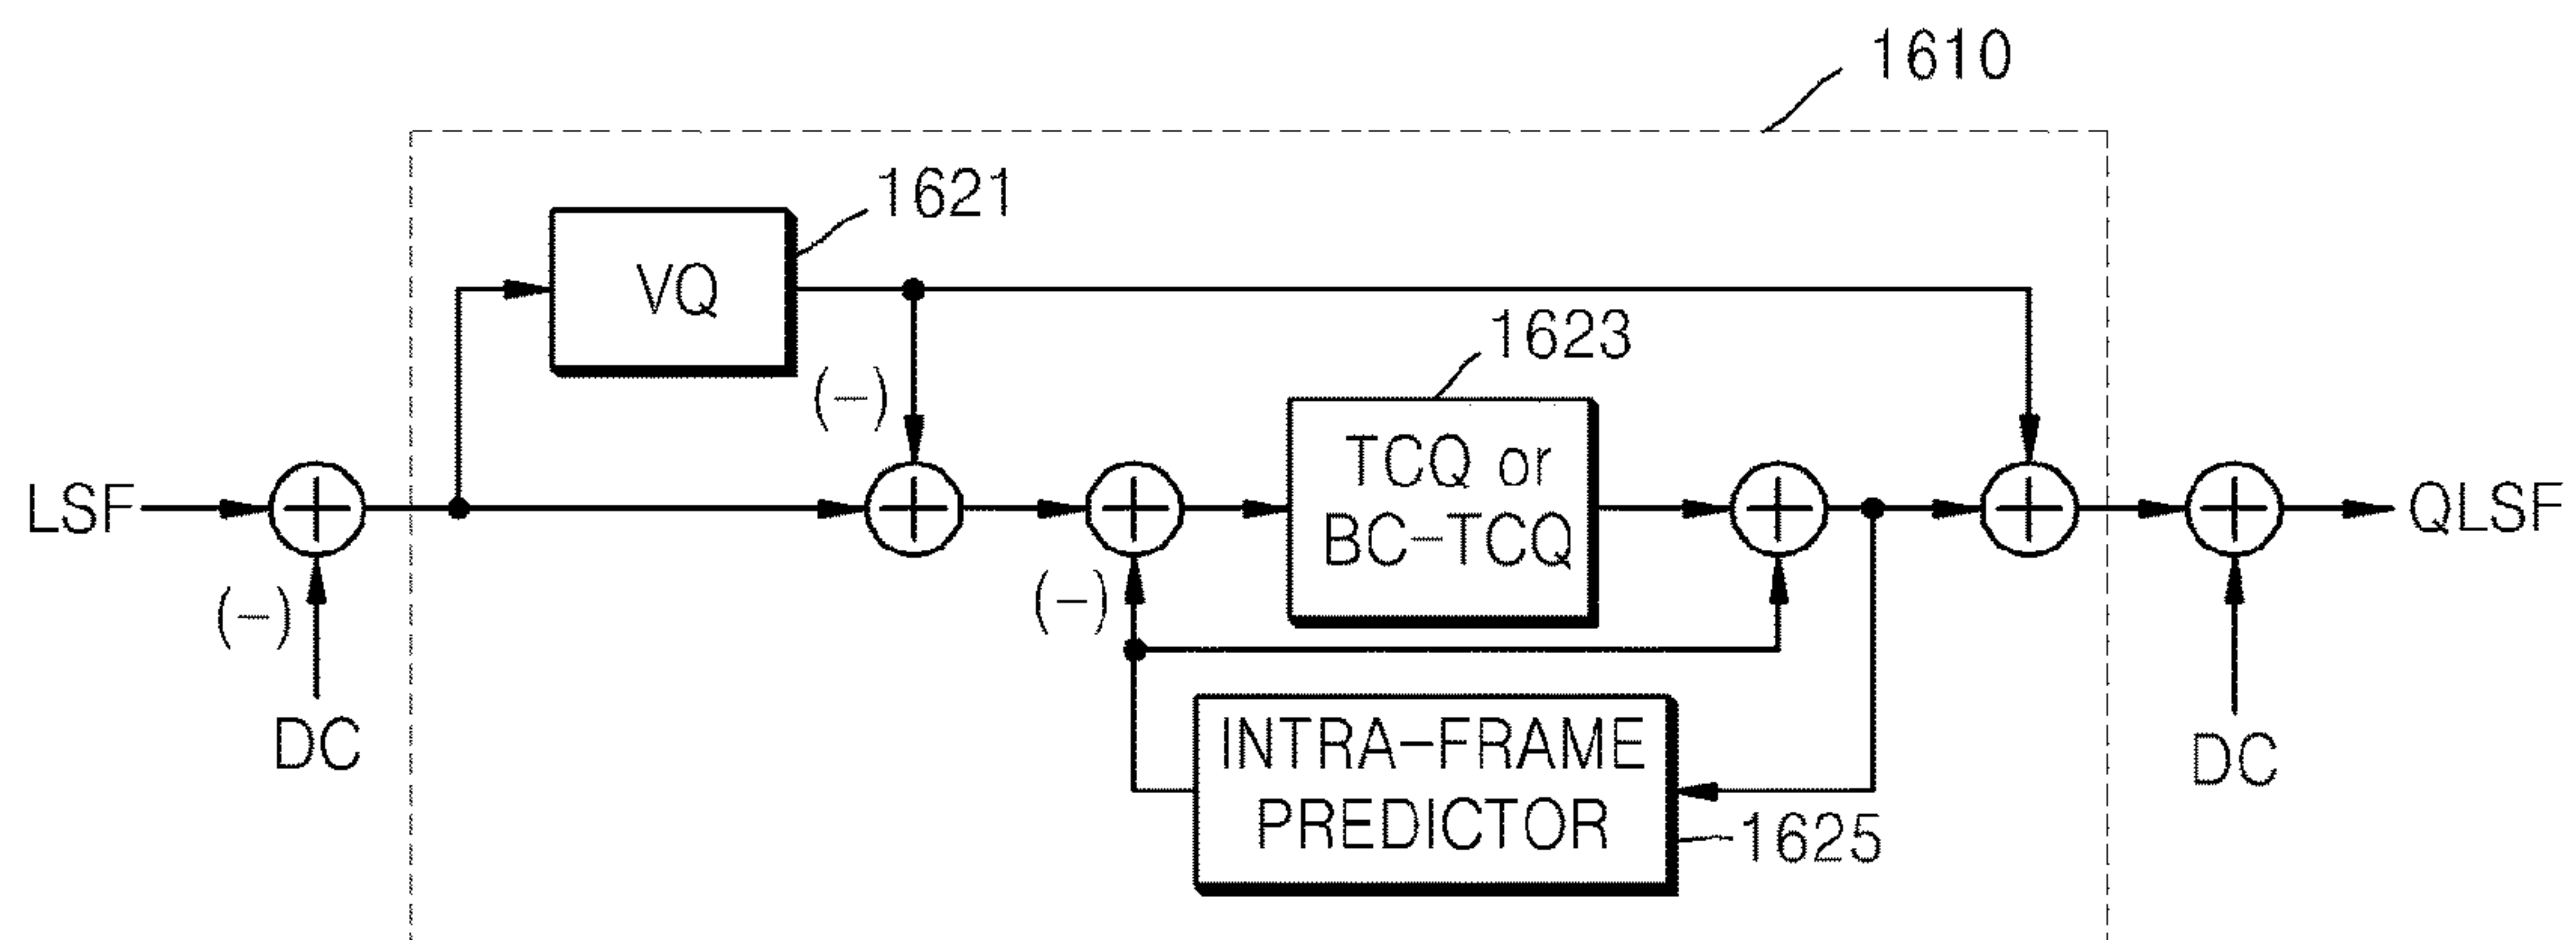 1610
1621
VQ
1623
(-)
TCQ or
BC-TCQ
LSF
QLSF
(-)
(-)
DC
INTRA-FRAME
PREDICTOR
DC
1625